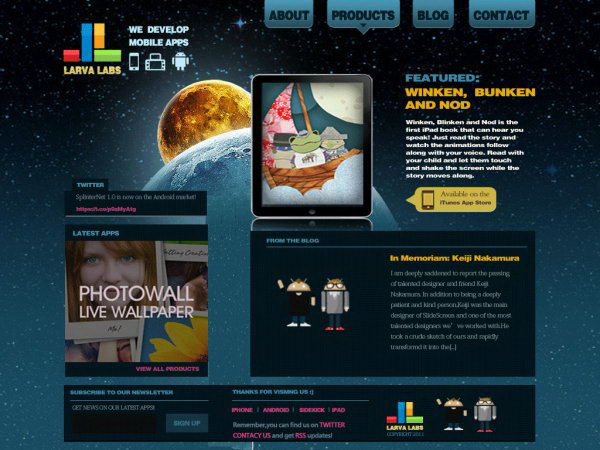 ABOUT
PRODUCTS
BLOG
CONTACT
WE DEVELOP
MOBILE APPS
LARVA LABS
FEATURED:
WINKEN, BUNKEN
AND NOD
Winken, Blinken and Nod is the
first iPad book that can hear you
speak! Just read the story and
watch the animations follow
along with your voice. Read with
your child and let them touch
and shake the screen while the
story moves along.
Available on the
iTunes App Store
TWITTER
SplinterNet 1.0 is now on the Android market!
LATEST APPS
PHOTOWALL
LIVE WALLPAPER
Me!
VIEW ALL PRODUCTS
FROM THE BLOG
In Memoriam: Keiji Nakamura
I am deeply saddened to report the passing
of talented designer and friend Keiji
Nakamura. In addition to being a deeply
patient and kind person,Keiji was the main
designer of SlideScreen and one of the most
talented designers we've worked with.He
took a crude sketch of ours and rapidly
transformed it into the[...]
SUBSCRIBE TO OUR NEWSLETTER
GET NEWS ON OUR LATEST APPS!
SIGN UP
THANKS FOR VISMNG US :]
IPHONE | ANDROID | SIDEKICK | IPAD
Remember,you can find us on TWITTER
CONTACT US and get RSS updates!
LARVA LABS
COPYRIGHT 2011